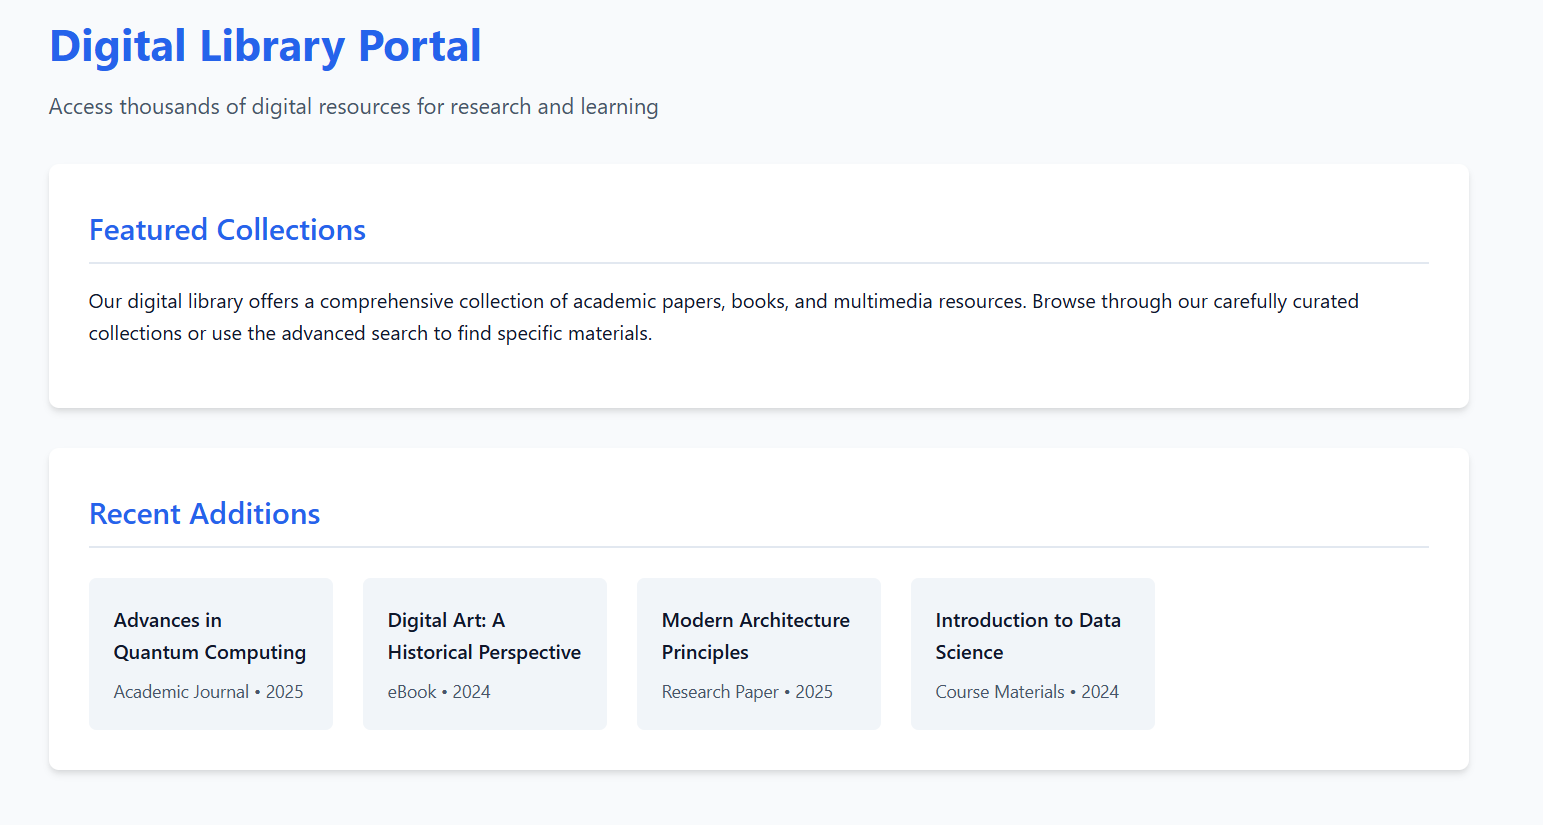 Digital Library Portal
Access thousands of digital resources for research and learning
Featured Collections
Our digital library offers a comprehensive collection of academic papers, books, and multimedia resources. Browse through our carefully curated
collections or use the advanced search to find specific materials.
Recent Additions
Advances in
Quantum Computing
Academic Journal • 2025
Digital Art: A
Historical Perspective
eBook • 2024
Modern Architecture
Principles
Research Paper • 2025
Introduction to Data
Science
Course Materials • 2024